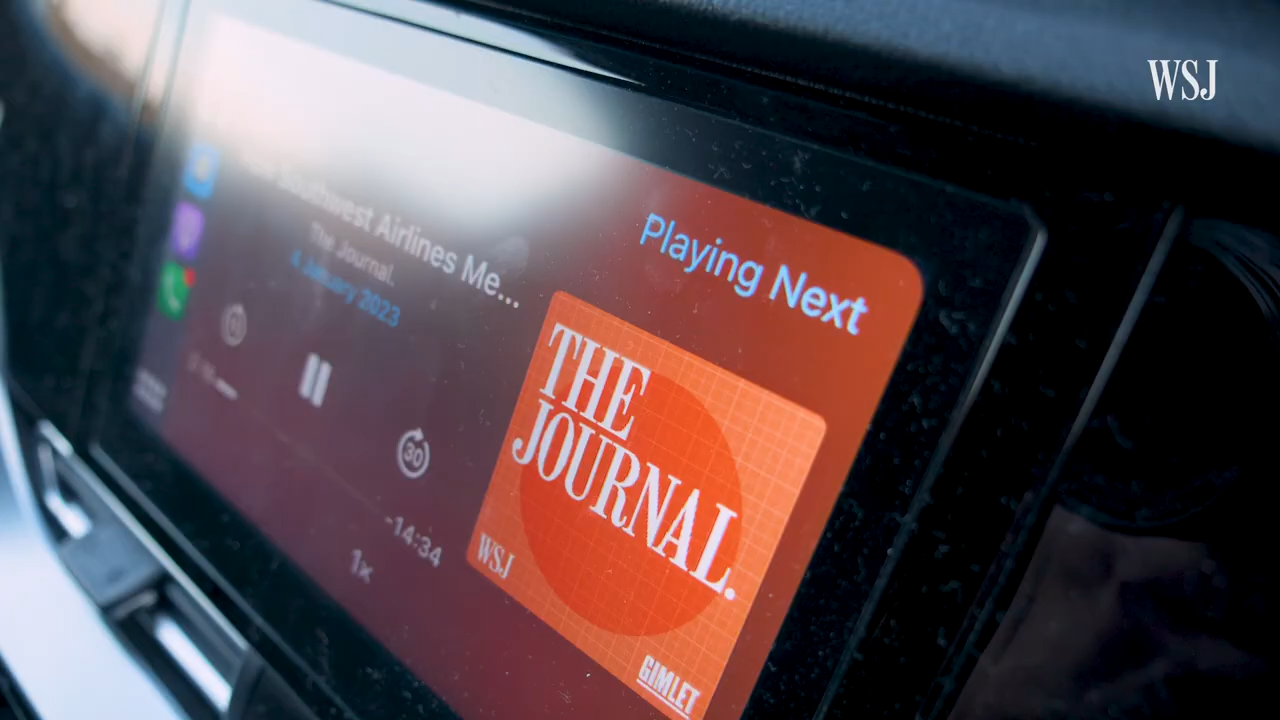 WSJ
Playing Next
Southwest Airlines Me...
The Journal.
4 January 2023
30
-14:34
1x
THE
JOURNAL.
WSJ
GIMLET